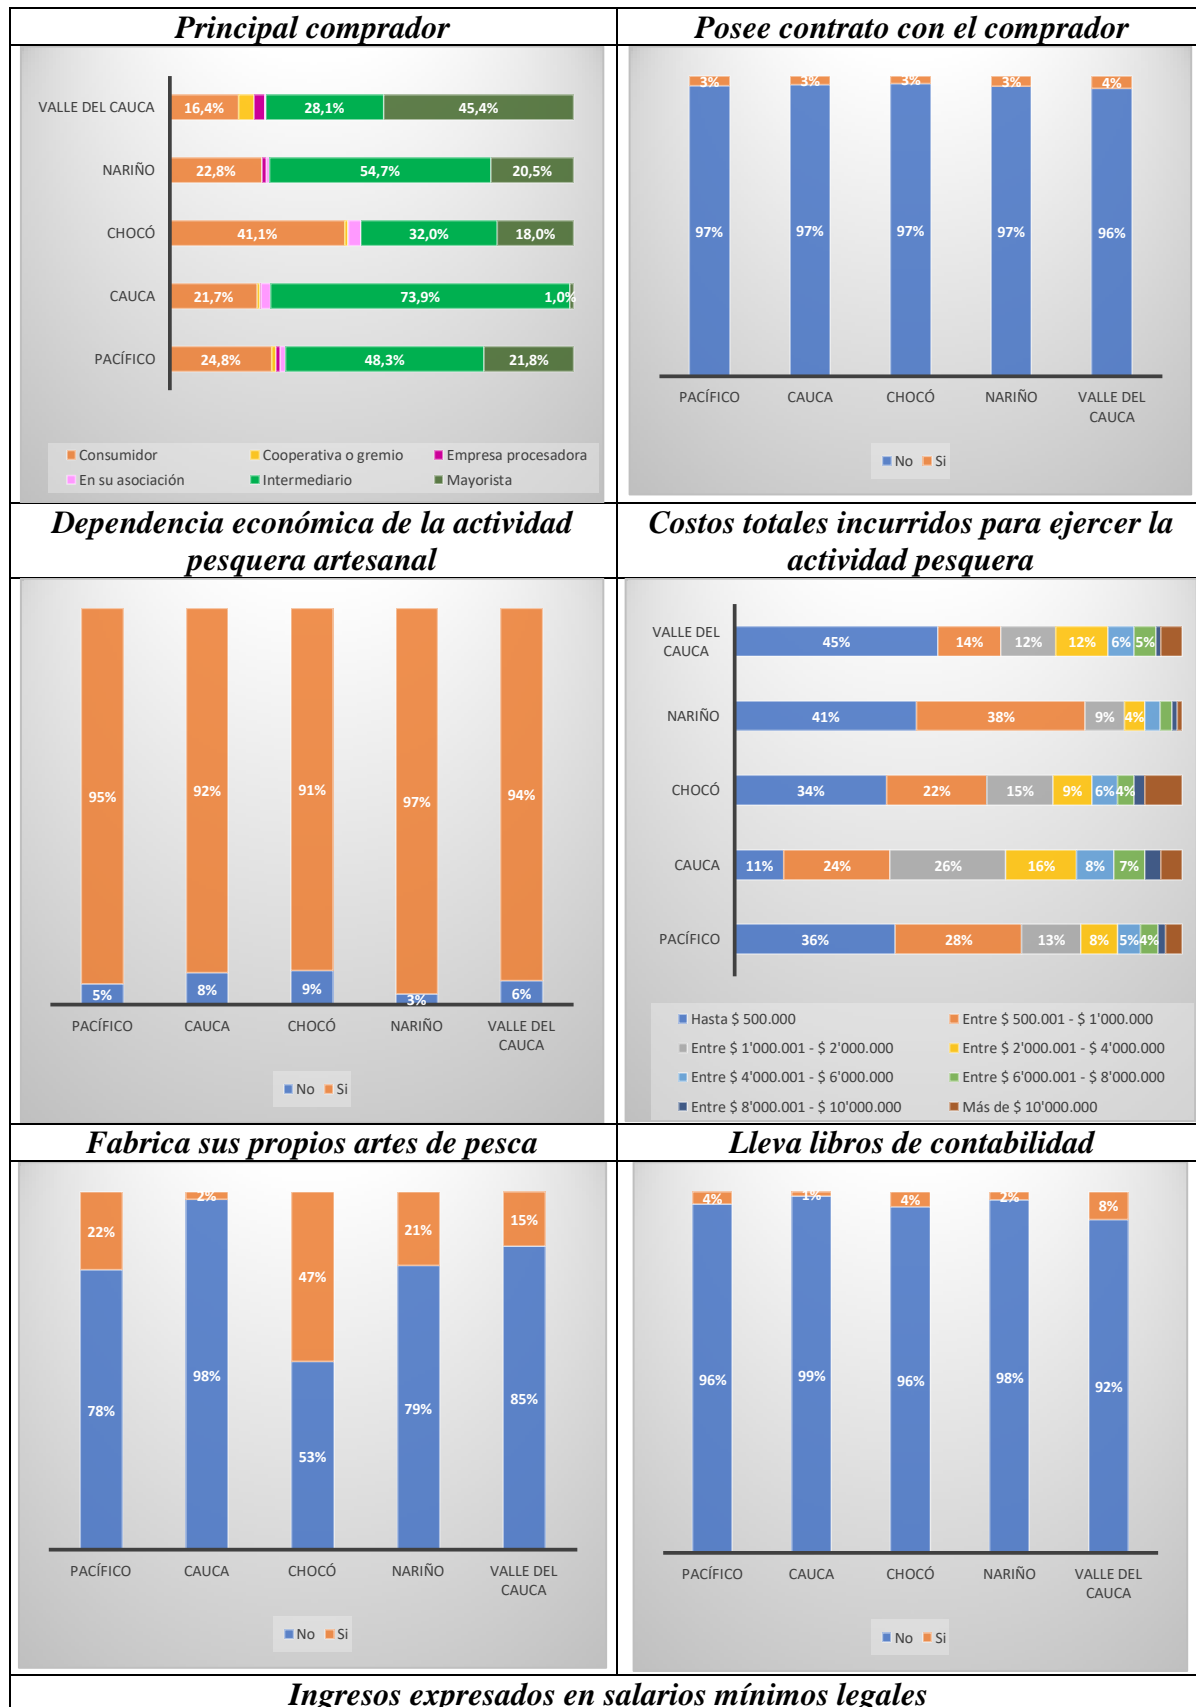 Principal comprador
VALLE DEL CAUCA 16,4% 28,1% 45,4%
NARIÑO 22,8% 54,7% 20,5%
CHOCÓ 41,1% 32,0% 18,0%
CAUCA 21,7% 73,9% 1,0%
PACÍFICO 24,8% 48,3% 21,8%
Consumidor Cooperativa o gremio Empresa procesadora
En su asociación Intermediario Mayorista
Posee contrato con el comprador
3% 3% 3% 3% 4%
97% 97% 97% 97% 96%
PACÍFICO CAUCA CHOCÓ NARIÑO VALLE DEL
CAUCA
No Si
Dependencia económica de la actividad
pesquera artesanal
95% 92% 91% 97% 94%
5% 8% 9% 3% 6%
PACÍFICO CAUCA CHOCÓ NARIÑO VALLE DEL
CAUCA
No Si
Costos totales incurridos para ejercer la
actividad pesquera
VALLE DEL
CAUCA 45% 14% 12% 12% 6% 5%
NARIÑO 41% 38% 9% 4%
CHOCÓ 34% 22% 15% 9% 6% 4%
CAUCA 11% 24% 26% 16% 8% 7%
PACÍFICO 36% 28% 13% 8% 5% 4%
Hasta $ 500.000 Entre $ 500.001 - $ 1'000.000
Entre $ 1'000.001 - $ 2'000.000 Entre $ 2'000.001 - $ 4'000.000
Entre $ 4'000.001 - $ 6'000.000 Entre $ 6'000.001 - $ 8'000.000
Entre $ 8'000.001 - $ 10'000.000 Más de $ 10'000.000
Fabrica sus propios artes de pesca
22% 2% 47% 21% 15%
78% 98% 53% 79% 85%
PACÍFICO CAUCA CHOCÓ NARIÑO VALLE DEL
CAUCA
No Si
Lleva libros de contabilidad
4% 1% 4% 2% 8%
96% 99% 96% 98% 92%
PACÍFICO CAUCA CHOCÓ NARIÑO VALLE DEL
CAUCA
No Si
Ingresos expresados en salarios mínimos legales